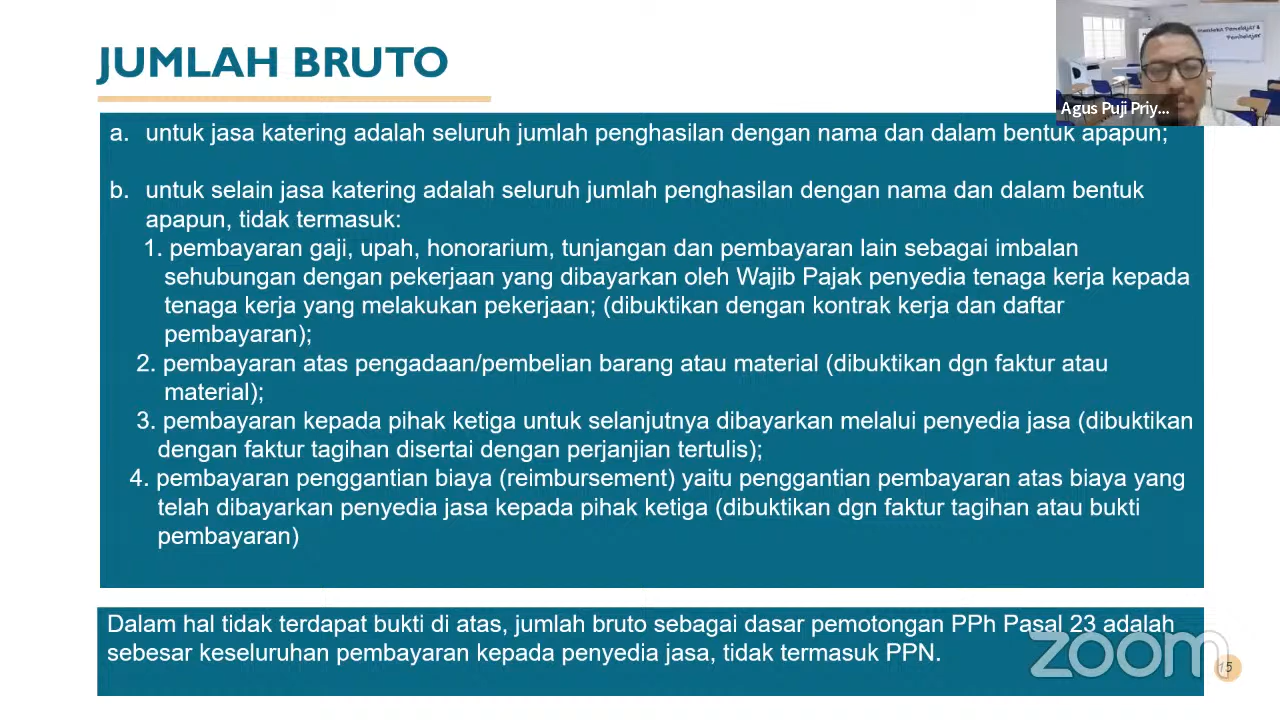 JUMLAH BRUTO
Pembelajar
Agus Puji Priy...
a. untuk jasa katering adalah seluruh jumlah penghasilan dengan nama dan dalam bentuk apapun;
b. untuk selain jasa katering adalah seluruh jumlah penghasilan dengan nama dan dalam bentuk
apapun, tidak termasuk:
1. pembayaran gaji, upah, honorarium, tunjangan dan pembayaran lain sebagai imbalan
sehubungan dengan pekerjaan yang dibayarkan oleh Wajib Pajak penyedia tenaga kerja kepada
tenaga kerja yang melakukan pekerjaan; (dibuktikan dengan kontrak kerja dan daftar
pembayaran);
2. pembayaran atas pengadaan/pembelian barang atau material (dibuktikan dgn faktur atau
material);
3. pembayaran kepada pihak ketiga untuk selanjutnya dibayarkan melalui penyedia jasa (dibuktikan
dengan faktur tagihan disertai dengan perjanjian tertulis);
4. pembayaran penggantian biaya (reimbursement) yaitu penggantian pembayaran atas biaya yang
telah dibayarkan penyedia jasa kepada pihak ketiga (dibuktikan dgn faktur tagihan atau bukti
pembayaran)
Dalam hal tidak terdapat bukti di atas, jumlah bruto sebagai dasar pemotongan PPh Pasal 23 adalah
sebesar keseluruhan pembayaran kepada penyedia jasa, tidak termasuk PPN.
zoom
15